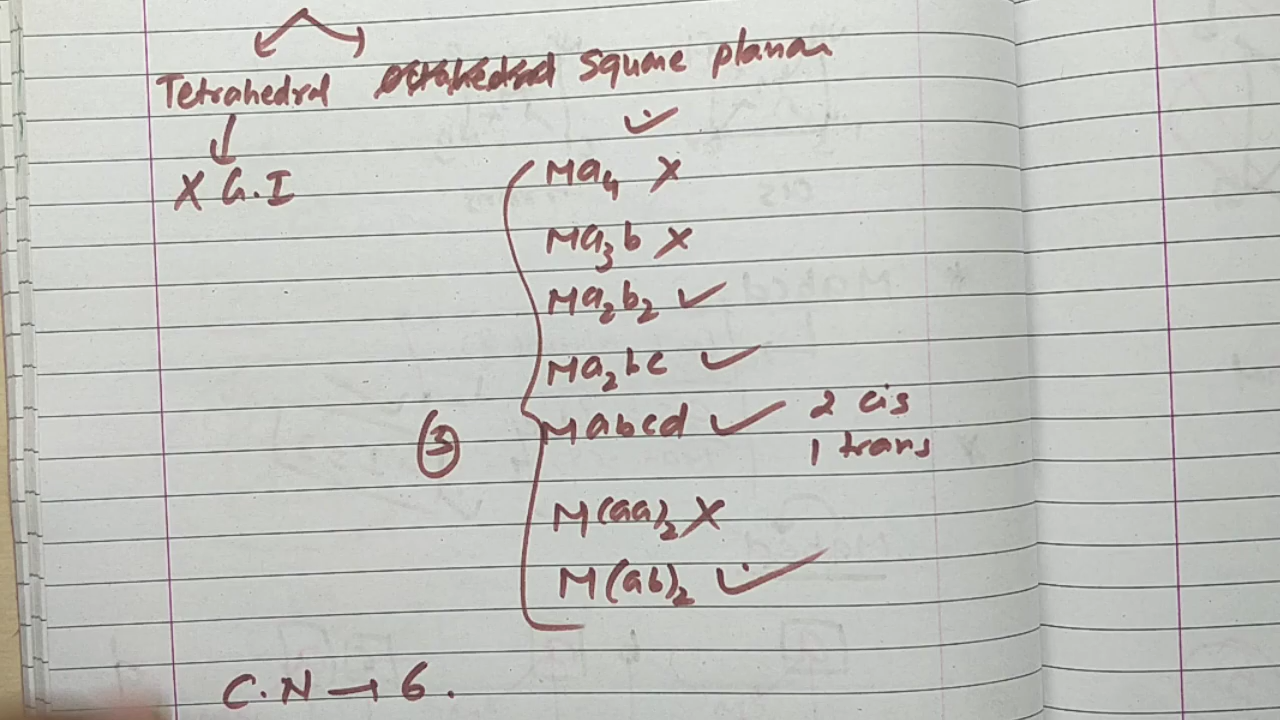 Tetrahedral octahedral Square planar
X G.I
Ma₄ X
Ma₃b X
Ma₂b₂ ✓
Ma₂bc ✓
③ Mabcd ✓ 2 cis
1 trans
M(aa)₂ X
M(ab)₂ ✓
C.N → 6.